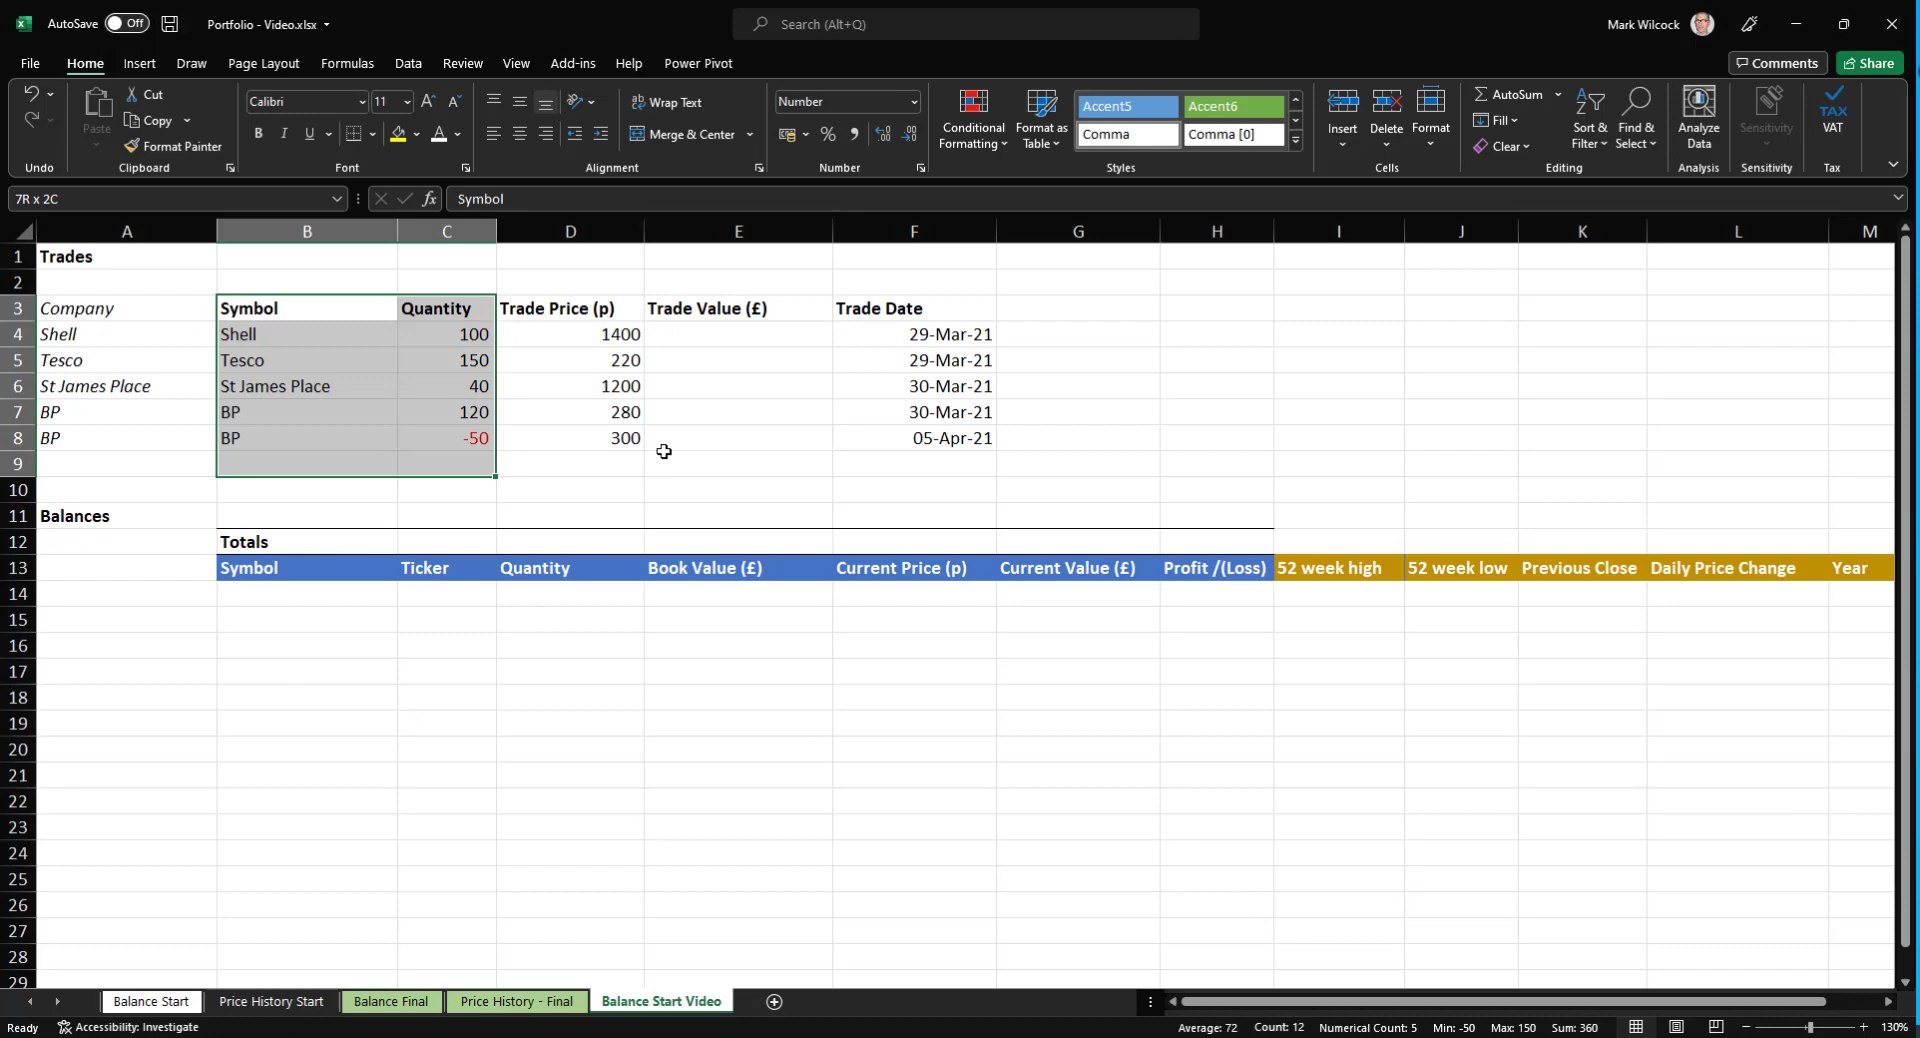 AutoSave Off Portfolio - Video.xlsx Search (Alt+Q) Mark Wilcock
File Home Insert Draw Page Layout Formulas Data Review View Add-ins Help Power Pivot Comments Share
Cut Calibri 11 Wrap Text Number Accent5 Accent6 AutoSum
Paste Copy B I U Merge & Center Conditional Formatting Format as Table Comma Comma [0] Insert Delete Format Fill Sort & Filter Find & Select Analyze Data Sensitivity TAX VAT
Format Painter Clear
Undo Clipboard Font Alignment Number Styles Cells Editing Analysis Sensitivity Tax
7R x 2C fx Symbol
A B C D E F G H I J K L M
1 Trades
2
3 Company Symbol Quantity Trade Price (p) Trade Value (£) Trade Date
4 Shell Shell 100 1400 29-Mar-21
5 Tesco Tesco 150 220 29-Mar-21
6 St James Place St James Place 40 1200 30-Mar-21
7 BP BP 120 280 30-Mar-21
8 BP BP -50 300 05-Apr-21
9
10
11 Balances
12 Totals
13 Symbol Ticker Quantity Book Value (£) Current Price (p) Current Value (£) Profit /(Loss) 52 week high 52 week low Previous Close Daily Price Change Year
14
15
16
17
18
19
20
21
22
23
24
25
26
27
28
29
Balance Start Price History Start Balance Final Price History - Final Balance Start Video
Ready Accessibility: Investigate Average: 72 Count: 12 Numerical Count: 5 Min: -50 Max: 150 Sum: 360 130%